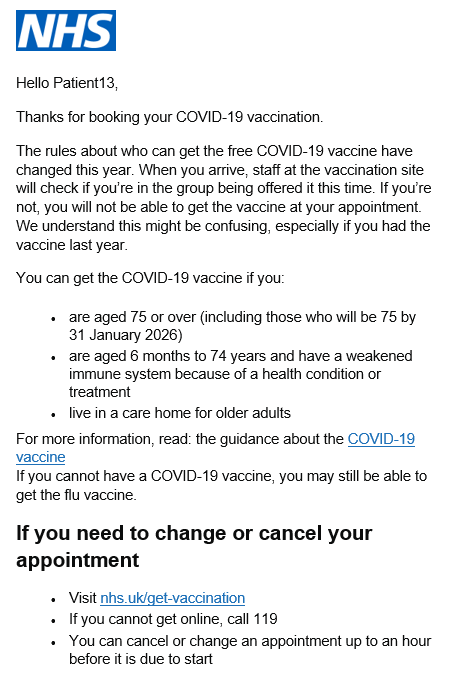 NHS
Hello Patient13,
Thanks for booking your COVID-19 vaccination.
The rules about who can get the free COVID-19 vaccine have
changed this year. When you arrive, staff at the vaccination site
will check if you're in the group being offered it this time. If you're
not, you will not be able to get the vaccine at your appointment.
We understand this might be confusing, especially if you had the
vaccine last year.
You can get the COVID-19 vaccine if you:
• are aged 75 or over (including those who will be 75 by
31 January 2026)
• are aged 6 months to 74 years and have a weakened
immune system because of a health condition or
treatment
• live in a care home for older adults
For more information, read: the guidance about the COVID-19
vaccine
If you cannot have a COVID-19 vaccine, you may still be able to
get the flu vaccine.
If you need to change or cancel your
appointment
• Visit nhs.uk/get-vaccination
• If you cannot get online, call 119
• You can cancel or change an appointment up to an hour
before it is due to start